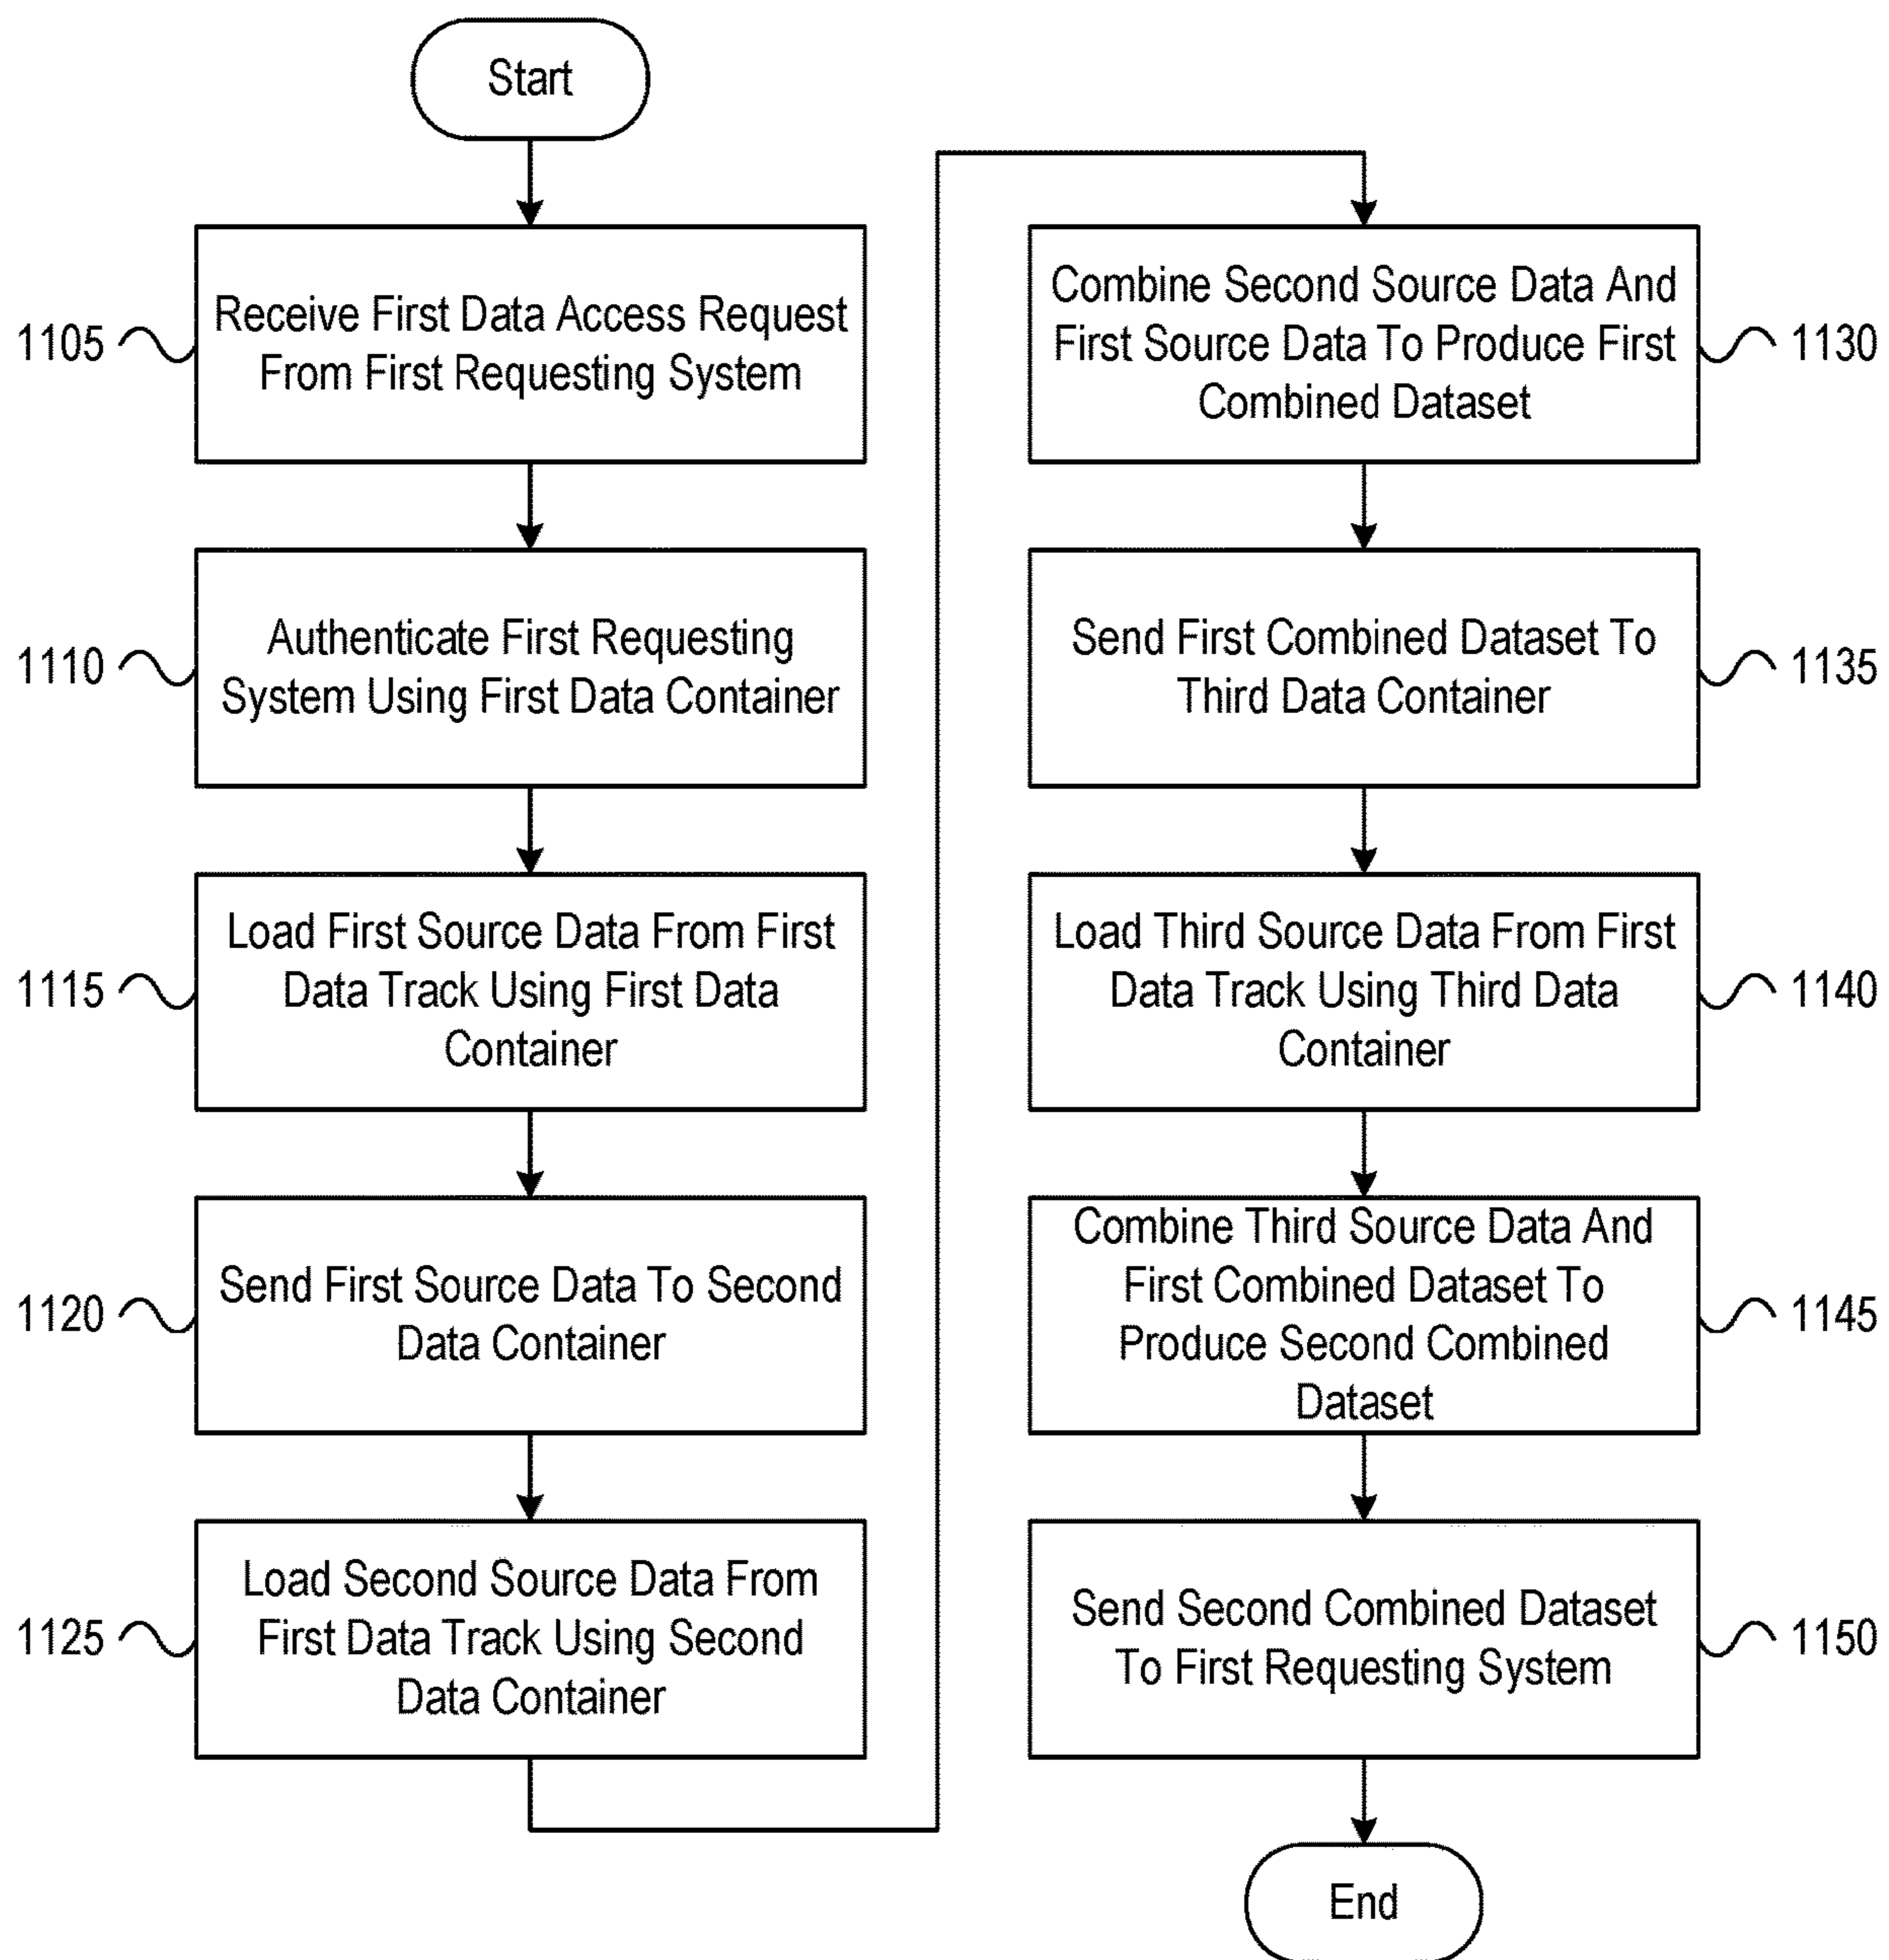 Start
1105
Receive First Data Access Request
From First Requesting System
1110
Authenticate First Requesting
System Using First Data Container
1115
Load First Source Data From First
Data Track Using First Data
Container
1120
Send First Source Data To Second
Data Container
1125
Load Second Source Data From
First Data Track Using Second
Data Container
Combine Second Source Data And
First Source Data To Produce First
Combined Dataset
1130
Send First Combined Dataset To
Third Data Container
1135
Load Third Source Data From First
Data Track Using Third Data
Container
1140
Combine Third Source Data And
First Combined Dataset To
Produce Second Combined
Dataset
1145
Send Second Combined Dataset
To First Requesting System
1150
End